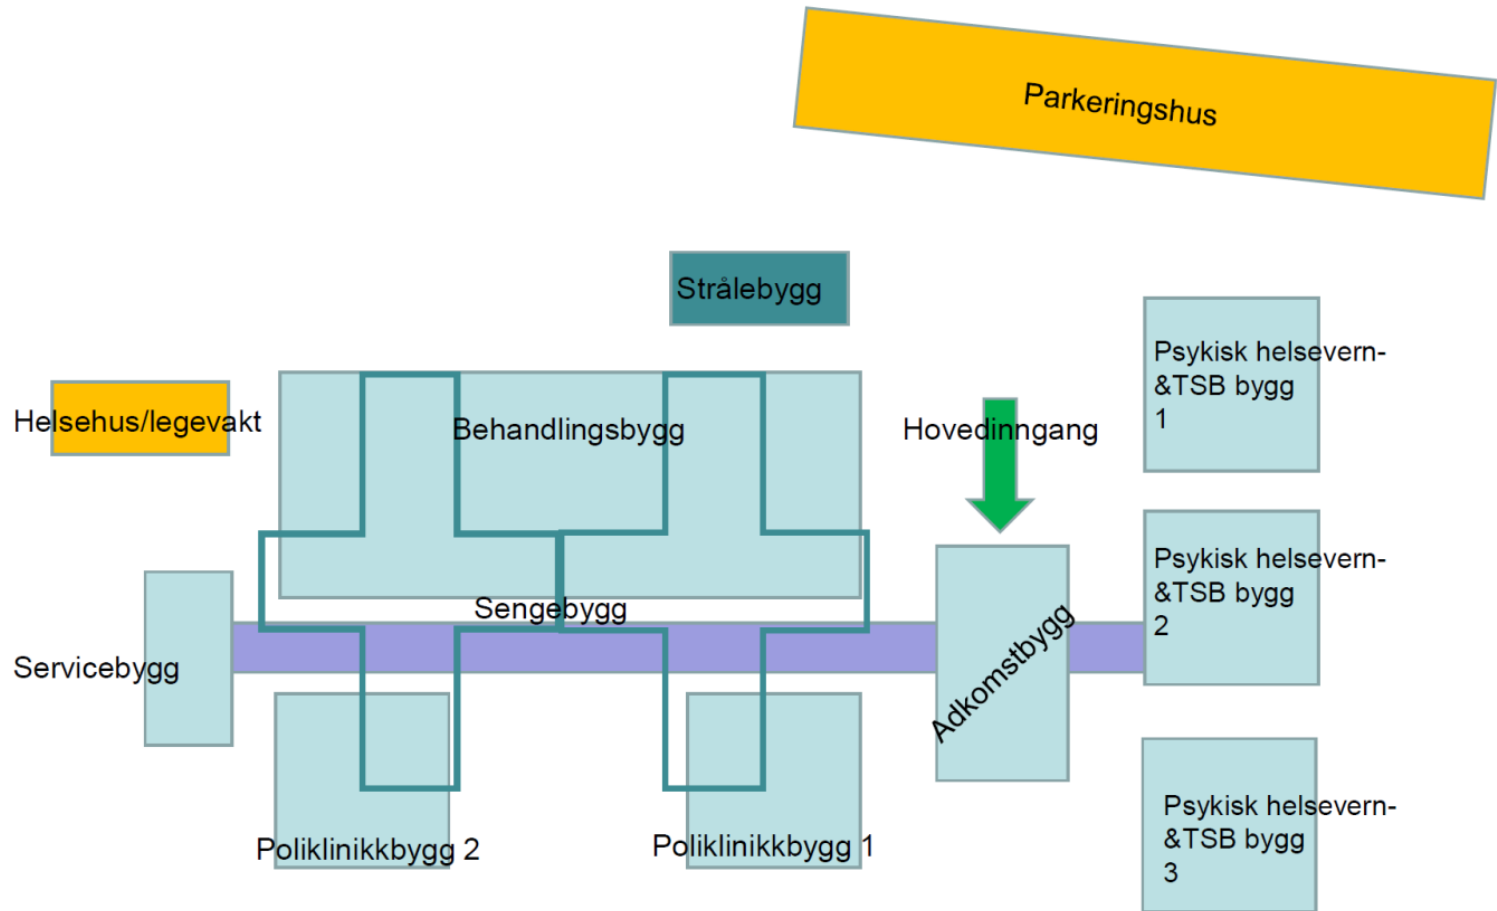 Parkeringshus
Strålebygg
Psykisk helsevern-
&TSB bygg
1
Helsehus/legevakt
Behandlingsbygg
Hovedinngang
Psykisk helsevern-
&TSB bygg
2
Sengebygg
Servicebygg
Adkomstbygg
Poliklinikkbygg 2
Poliklinikkbygg 1
Psykisk helsevern-
&TSB bygg
3